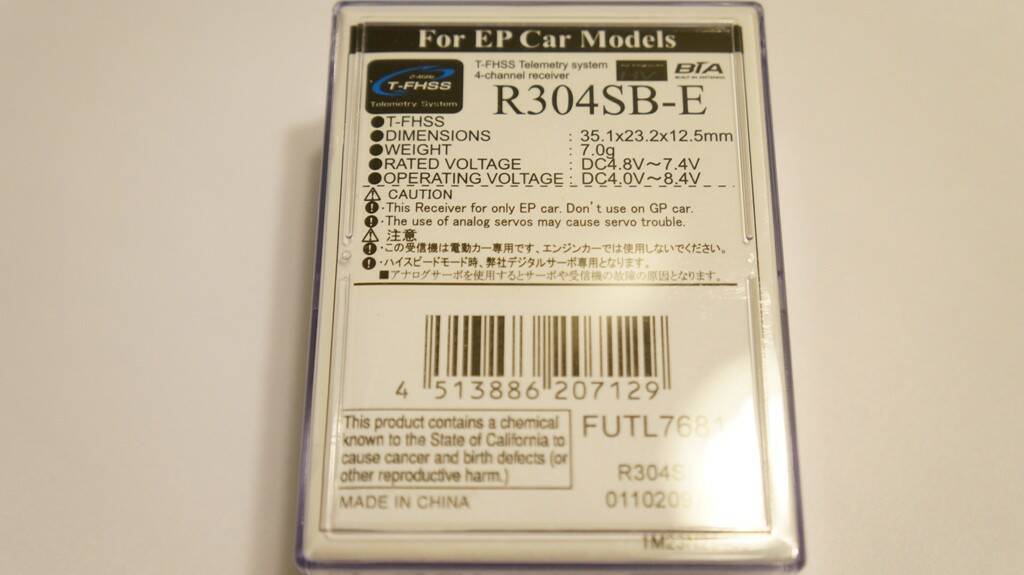 For EP Car Models
2.4GHz
T-FHSS
Telemetry System
T-FHSS Telemetry system
4-channel receiver
HV
BTA
R304SB-E
●T-FHSS
●DIMENSIONS : 35.1x23.2x12.5mm
●WEIGHT : 7.0g
●RATED VOLTAGE : DC4.8V～7.4V
●OPERATING VOLTAGE : DC4.0V～8.4V
⚠ CAUTION
・This Receiver for only EP car. Don't use on GP car.
・The use of analog servos may cause servo trouble.
⚠ 注意
・この受信機は電動カー専用です、エンジンカーでは使用しないでください。
・ハイスピードモード時、弊社デジタルサーボ専用となります。
■アナログサーボを使用するとサーボや受信機の故障の原因となります。
4 513886 207129
This product contains a chemical
known to the State of California to
cause cancer and birth defects (or
other reproductive harm.)
FUTL7681
R304S
MADE IN CHINA